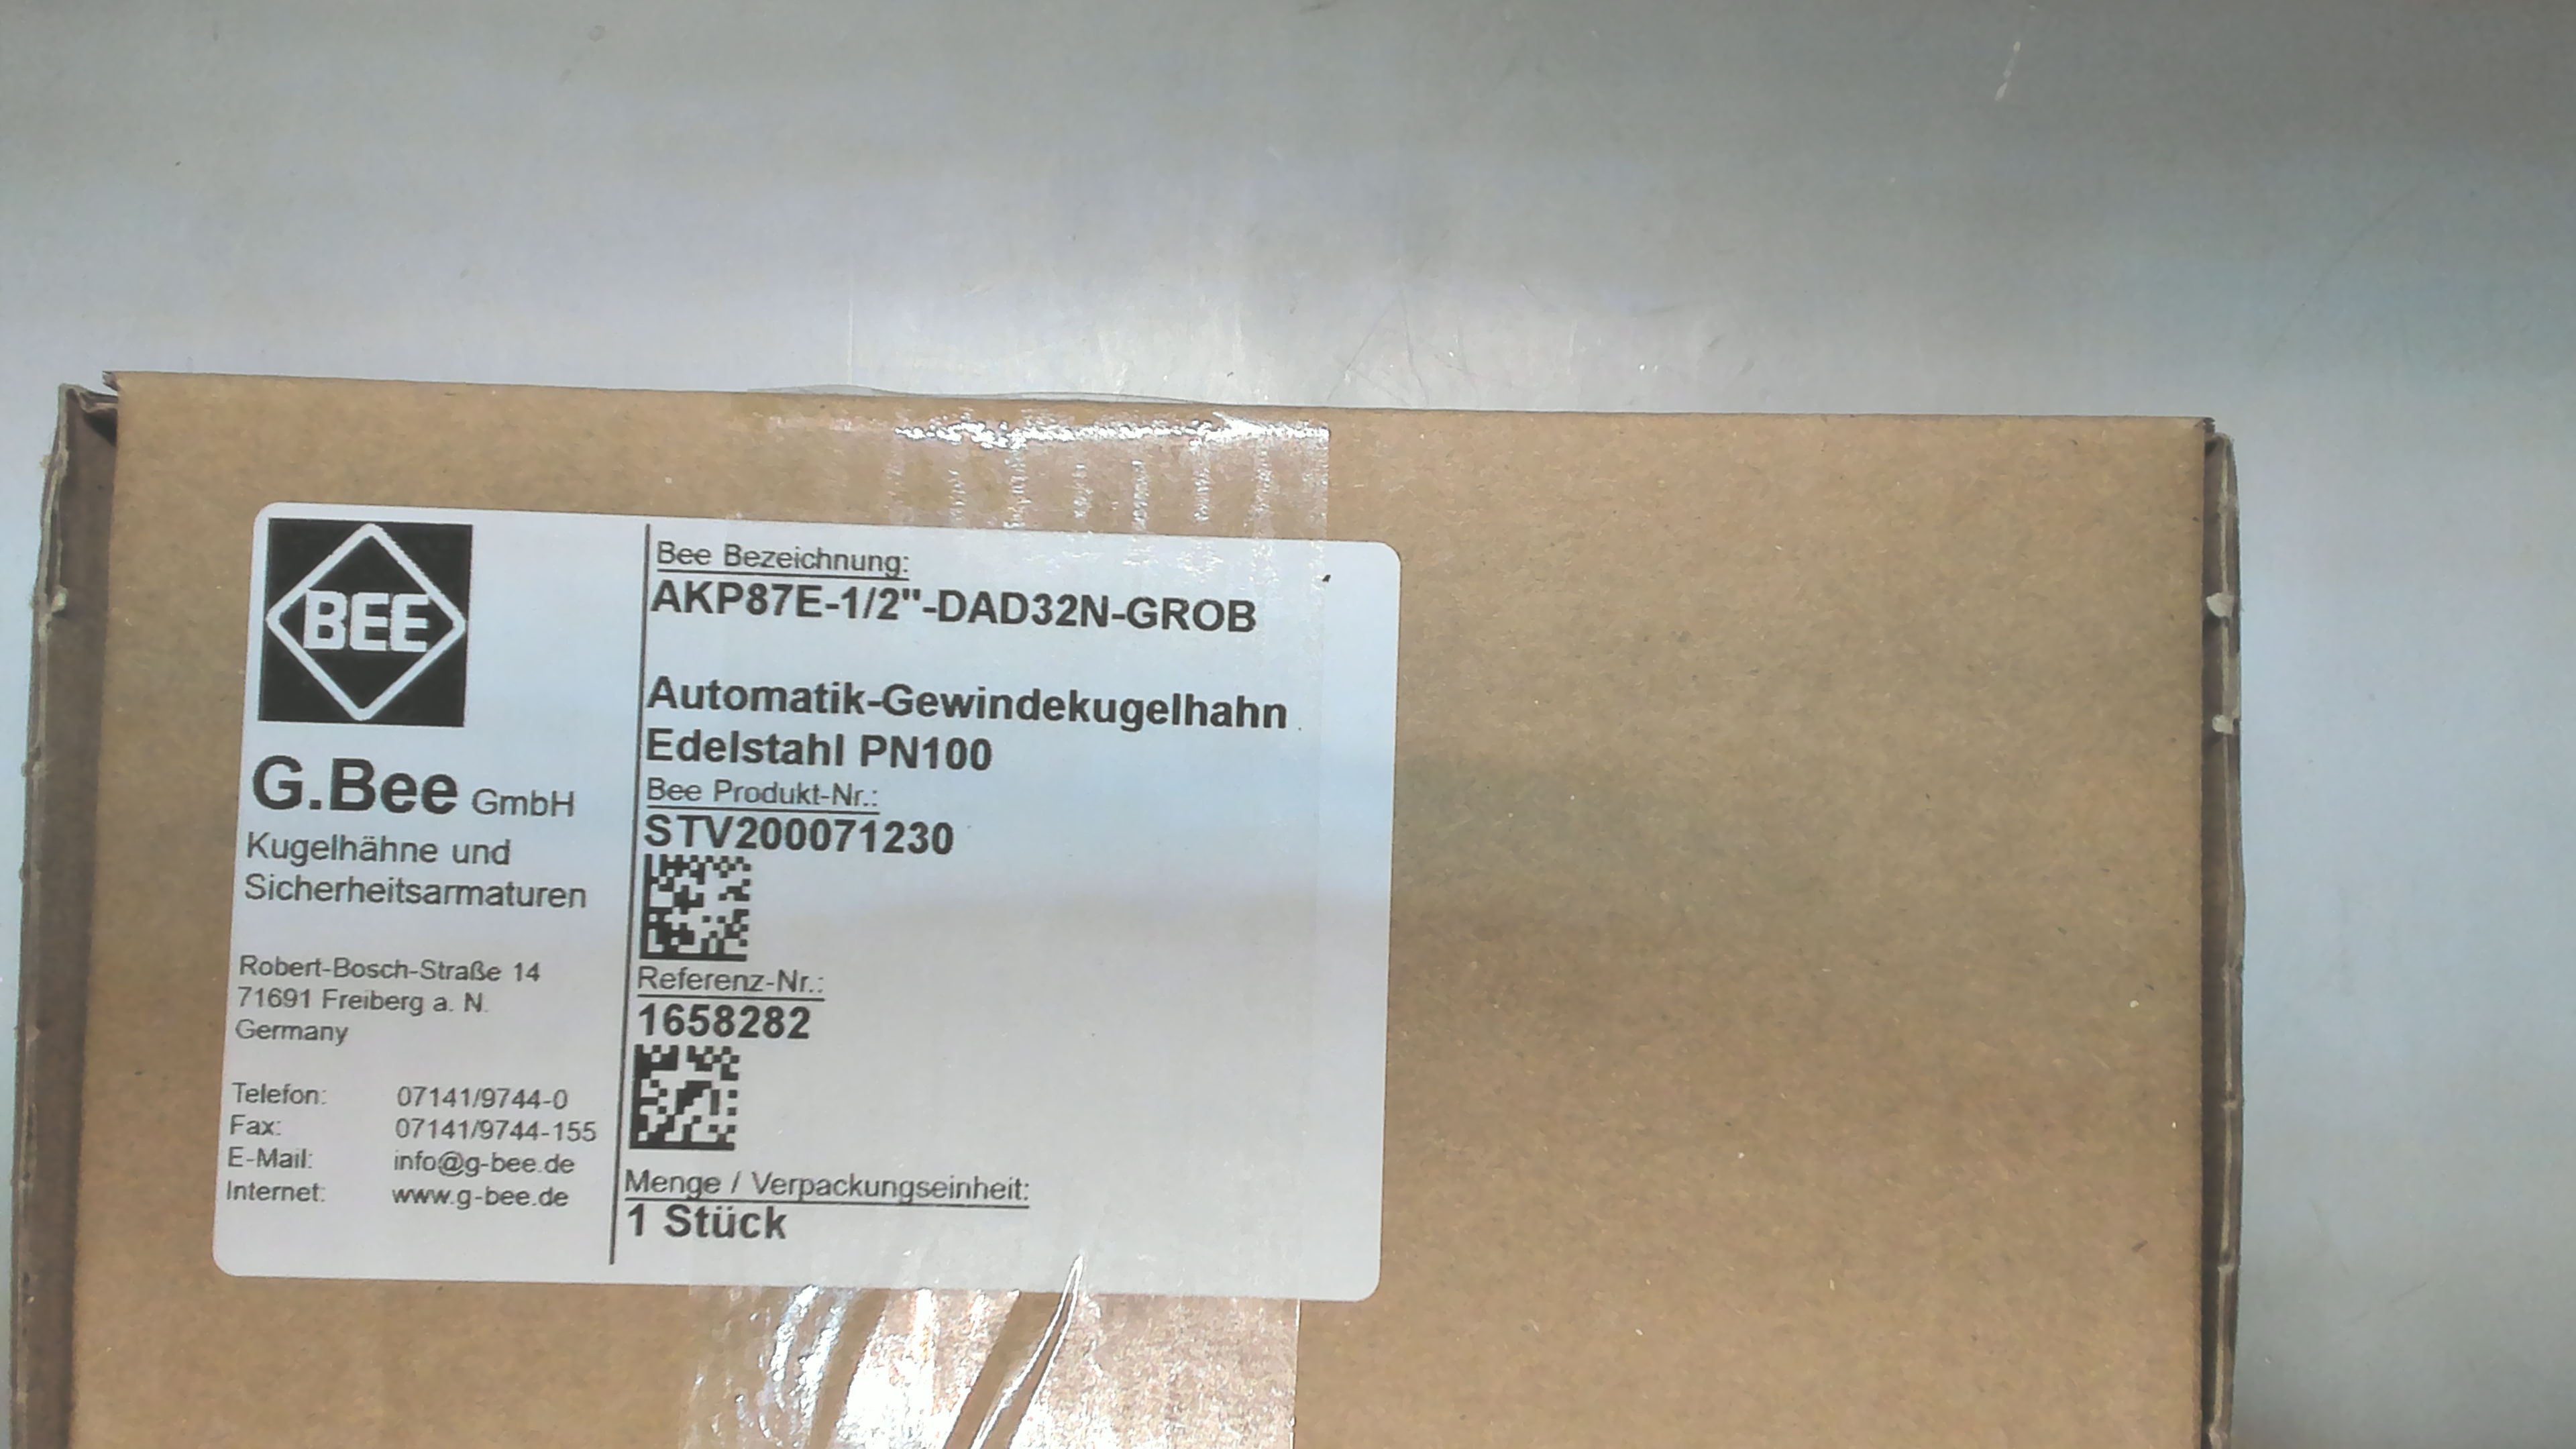 BEE
G.Bee GmbH
Kugelhähne und
Sicherheitsarmaturen
Robert-Bosch-Straße 14
71691 Freiberg a. N.
Germany
Telefon: 07141/9744-0
Fax: 07141/9744-155
E-Mail: info@g-bee.de
Internet: www.g-bee.de
Bee Bezeichnung:
AKP87E-1/2"-DAD32N-GROB
Automatik-Gewindekugelhahn
Edelstahl PN100
Bee Produkt-Nr.:
STV200071230
Referenz-Nr.:
1658282
Menge / Verpackungseinheit:
1 Stück